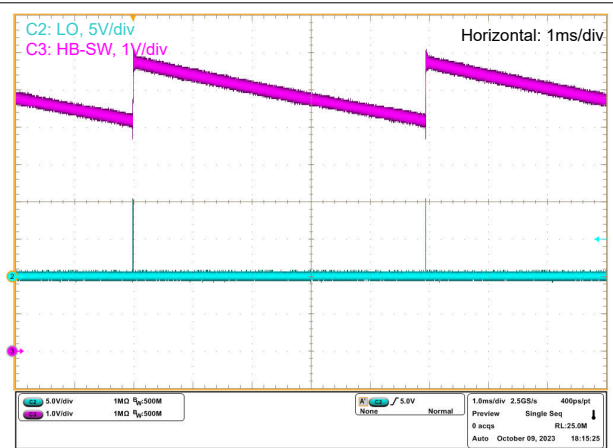 C2: LO, 5V/div
C3: HB-SW, 1V/div
Horizontal: 1ms/div
2
C2 5.0V/div 1MΩ BW:500M
C3 1.0V/div 1MΩ BW:500M
A' C2 5.0V
None Normal
1.0ms/div 2.5GS/s 400ps/pt
Preview Single Seq
0 acqs RL:25.0M
Auto October 09, 2023 18:15:25